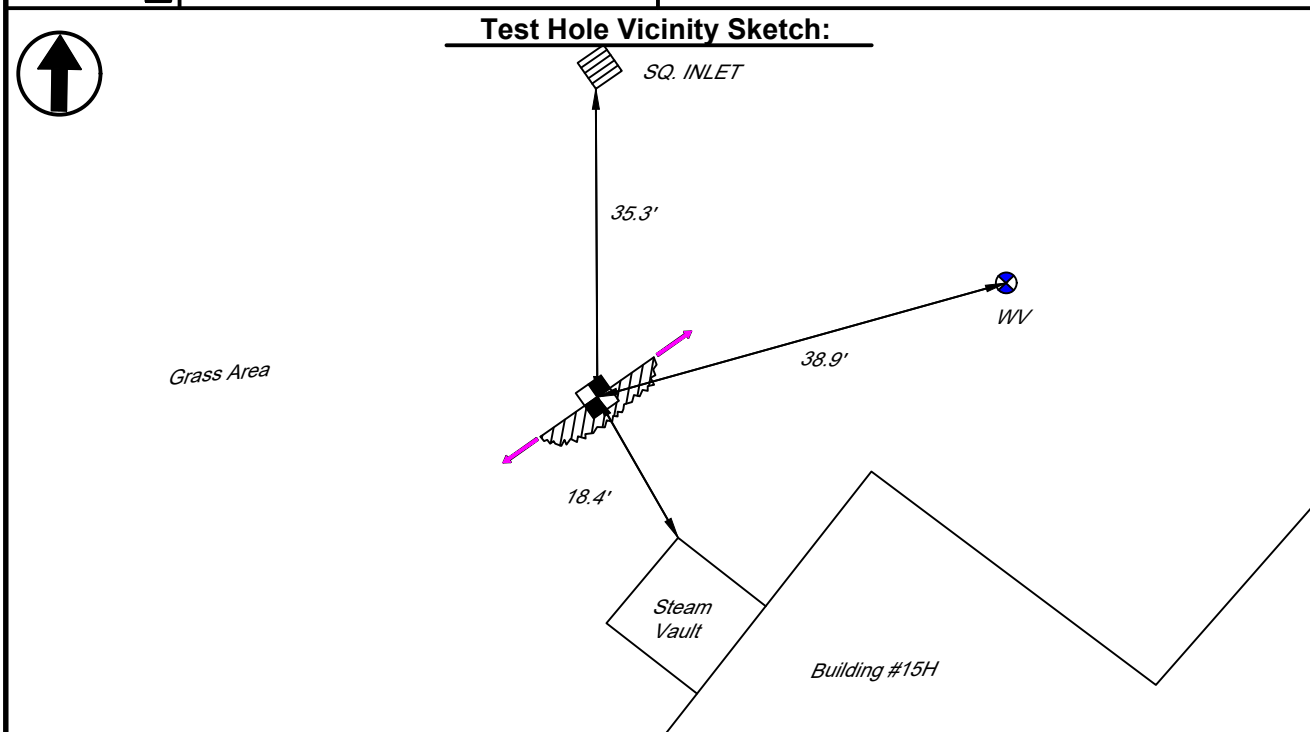 Test Hole Vicinity Sketch:
SQ. INLET
35.3'
WV
38.9'
Grass Area
18.4'
Steam
Vault
Building #15H